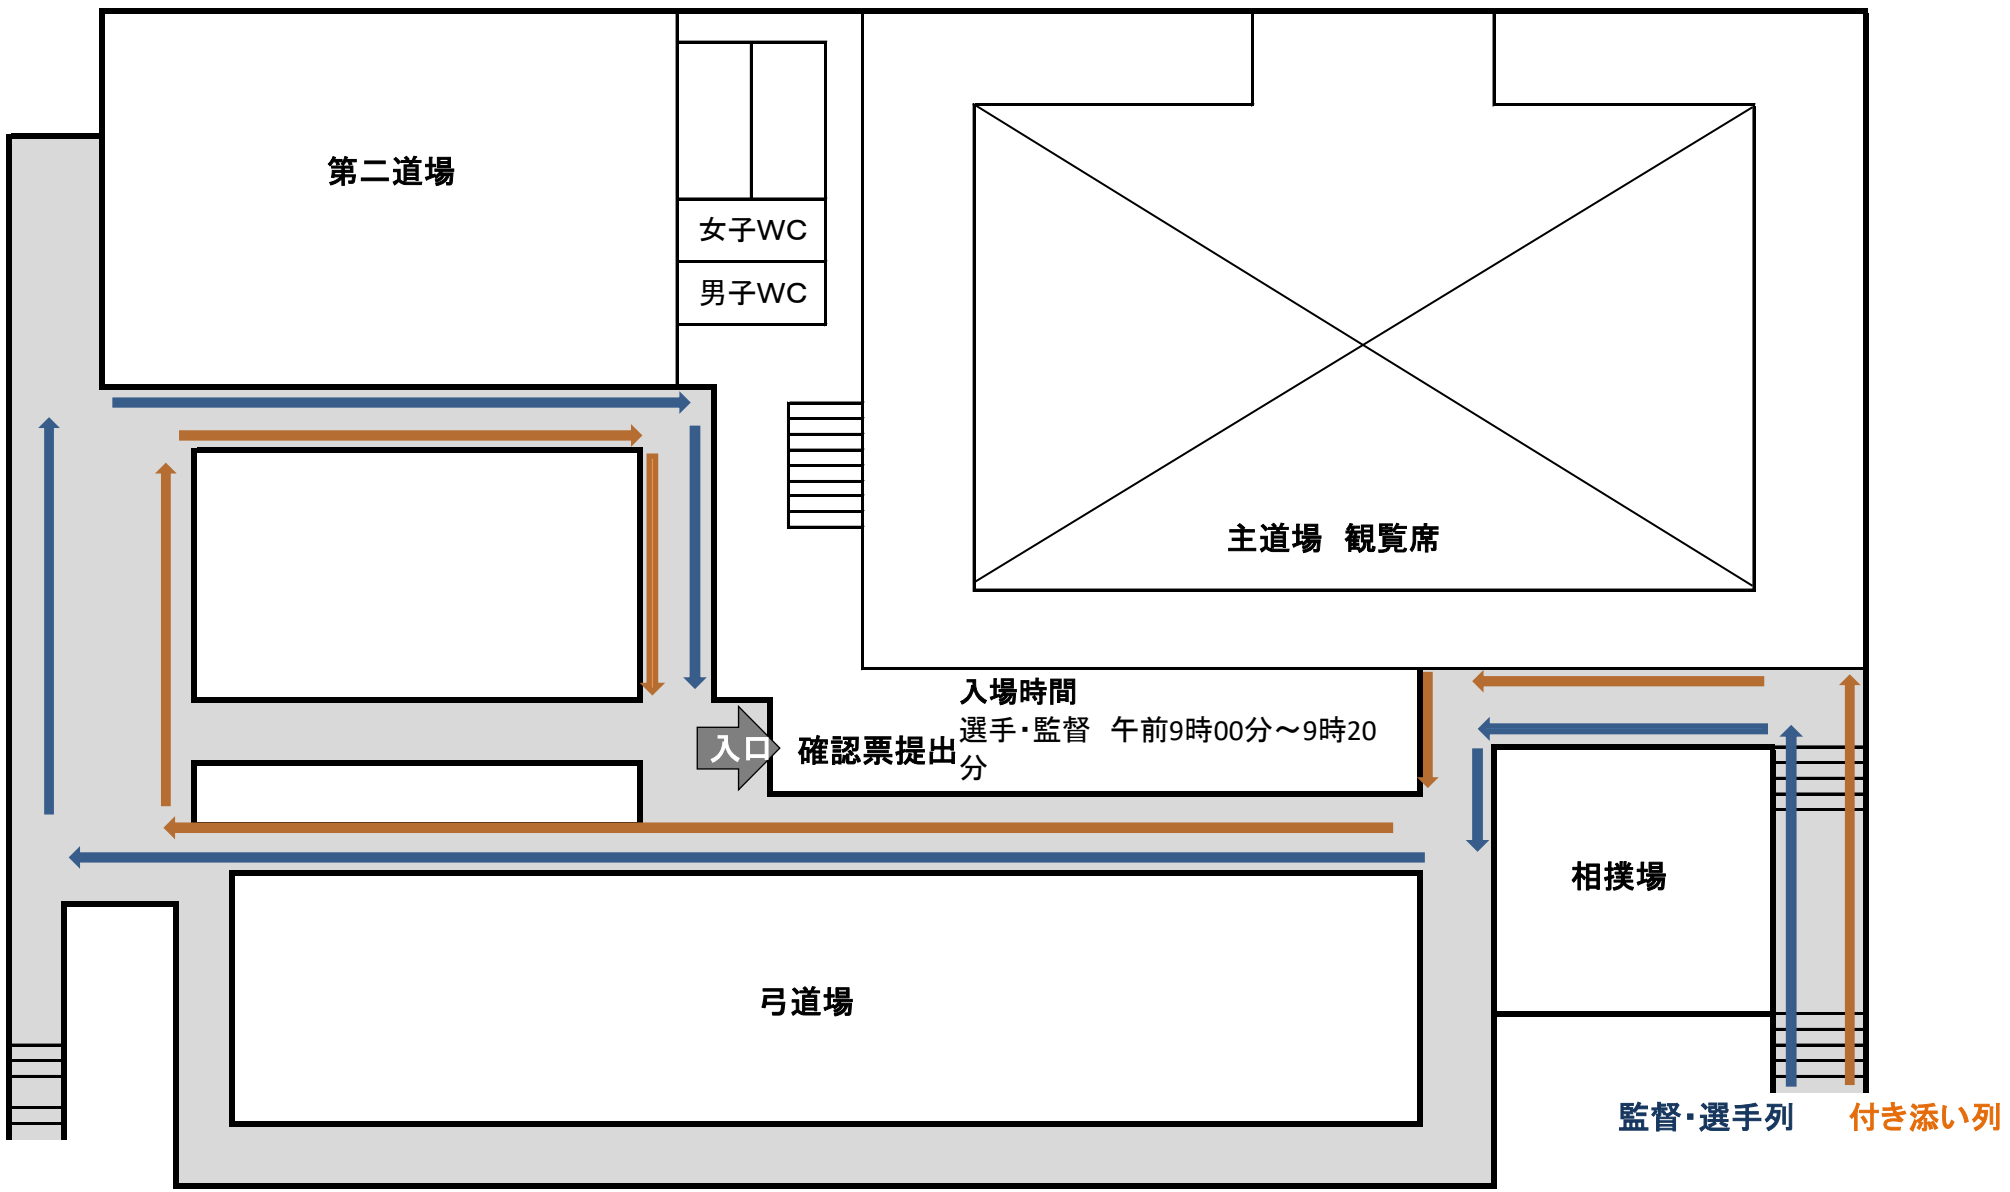 第二道場
女子WC
男子WC
主道場　観覧席
入場時間
選手・監督　午前9時00分～9時20
分
入口
確認票提出
相撲場
弓道場
監督・選手列
付き添い列